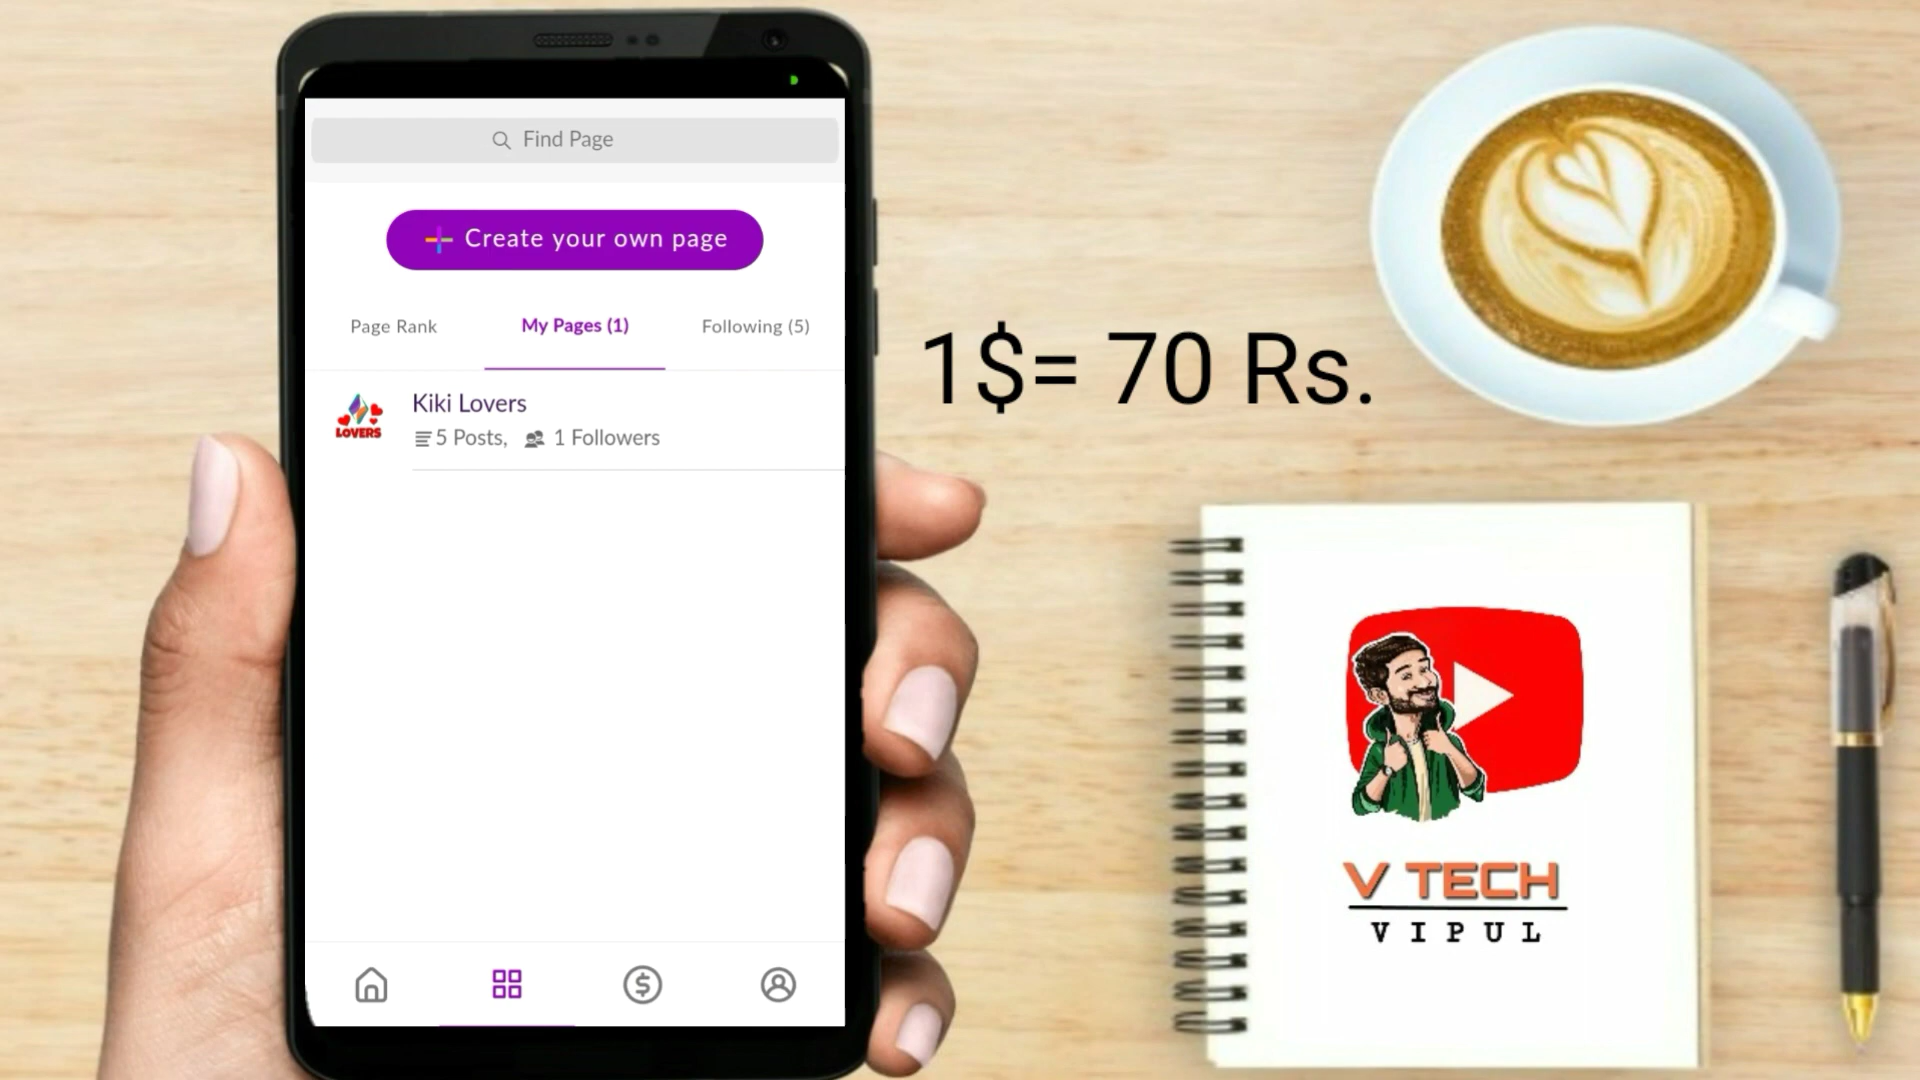 Find Page
Create your own page
Page Rank
My Pages (1)
Following (5)
Kiki Lovers
5 Posts, 1 Followers
LOVERS
1$= 70 Rs.
V TECH
VIPUL